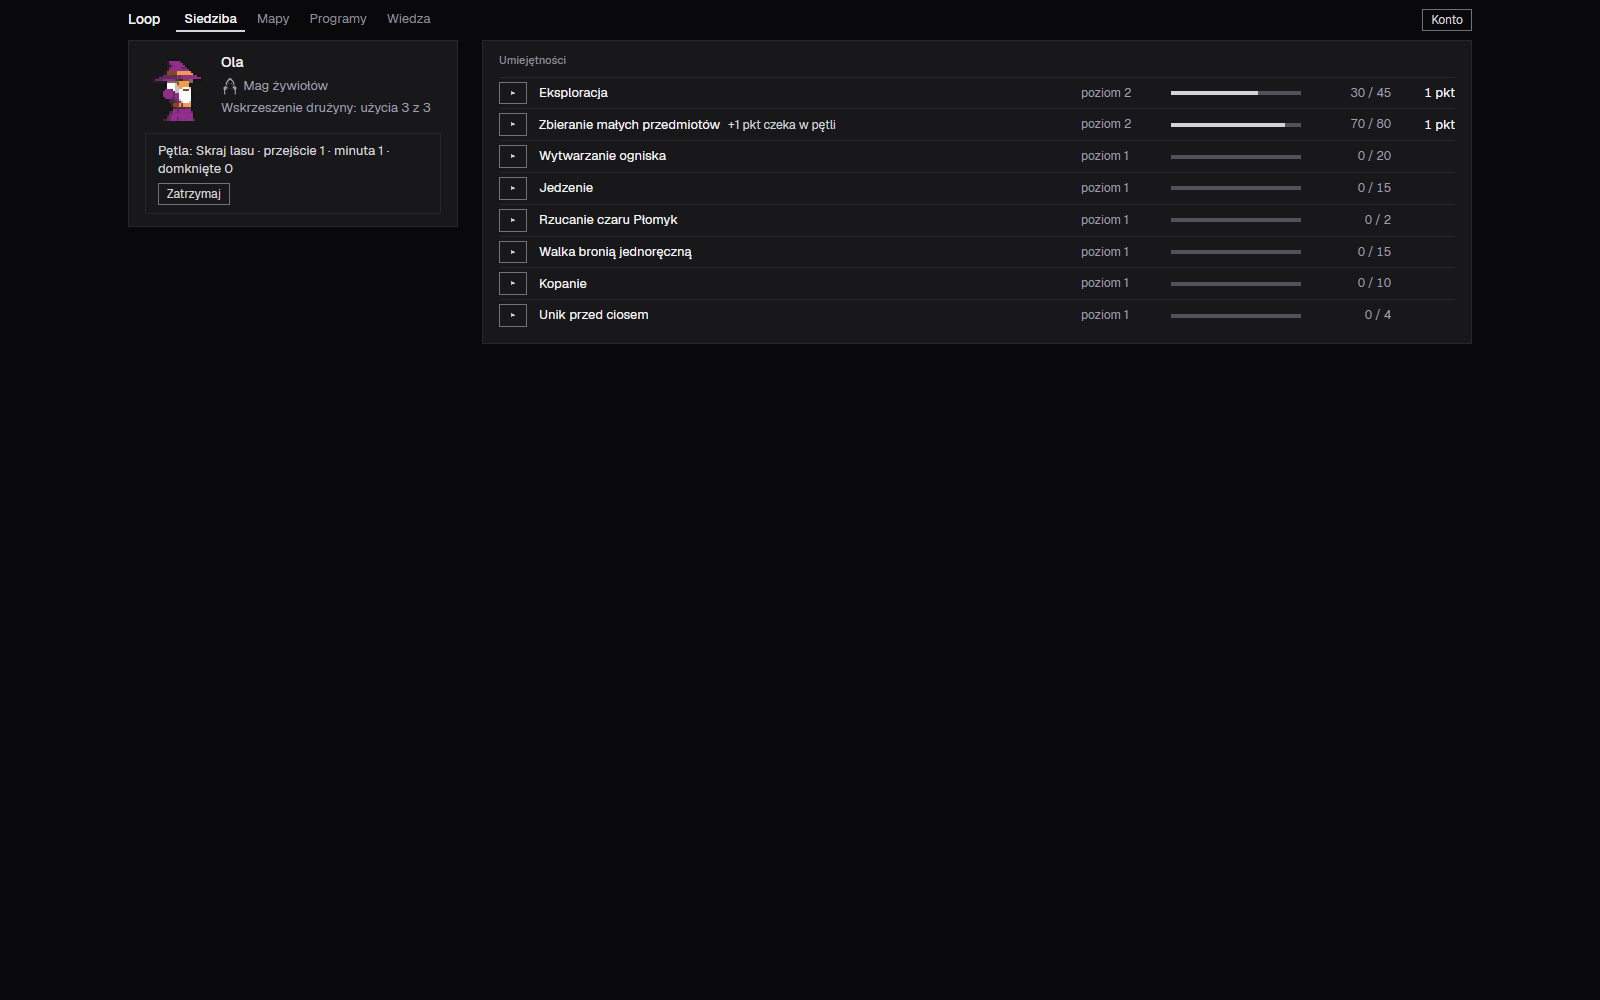 Loop Siedziba Mapy Programy Wiedza Konto
Ola
Mag żywiołów
Wskrzeszenie drużyny: użycia 3 z 3
Pętla: Skraj lasu · przejście 1 · minuta 1 ·
domknięte 0
Zatrzymaj
Umiejętności
Eksploracja poziom 2 30 / 45 1 pkt
Zbieranie małych przedmiotów +1 pkt czeka w pętli poziom 2 70 / 80 1 pkt
Wytwarzanie ogniska poziom 1 0 / 20
Jedzenie poziom 1 0 / 15
Rzucanie czaru Płomyk poziom 1 0 / 2
Walka bronią jednoręczną poziom 1 0 / 15
Kopanie poziom 1 0 / 10
Unik przed ciosem poziom 1 0 / 4